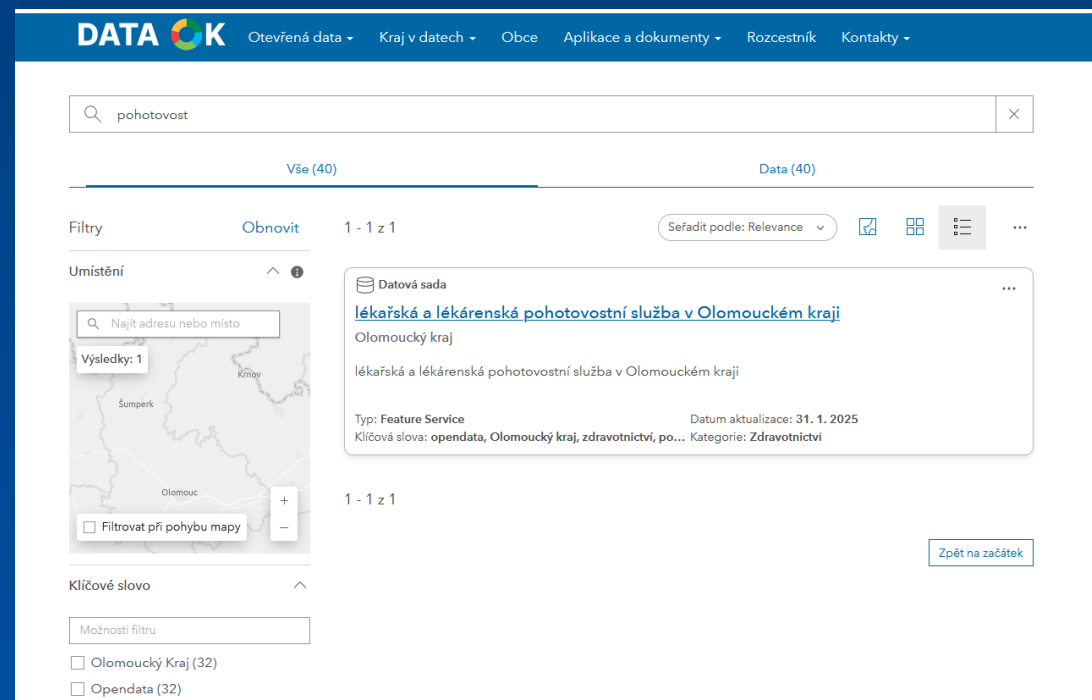 DATA OK Otevřená data Kraj v datech Obce Aplikace a dokumenty Rozcestník Kontakty
pohotovost
Vše (40) Data (40)
Filtry Obnovit 1 - 1 z 1 Seřadit podle: Relevance
Umístění
Najít adresu nebo místo
Výsledky: 1
Krnov
Šumperk
Olomouc
Filtrovat při pohybu mapy
+
−
Datová sada
lékařská a lékárenská pohotovostní služba v Olomouckém kraji
Olomoucký kraj
lékařská a lékárenská pohotovostní služba v Olomouckém kraji
Typ: Feature Service Datum aktualizace: 31. 1. 2025
Klíčová slova: opendata, Olomoucký kraj, zdravotnictví, po... Kategorie: Zdravotnictví
1 - 1 z 1
Zpět na začátek
Klíčové slovo
Možnosti filtru
Olomoucký Kraj (32)
Opendata (32)